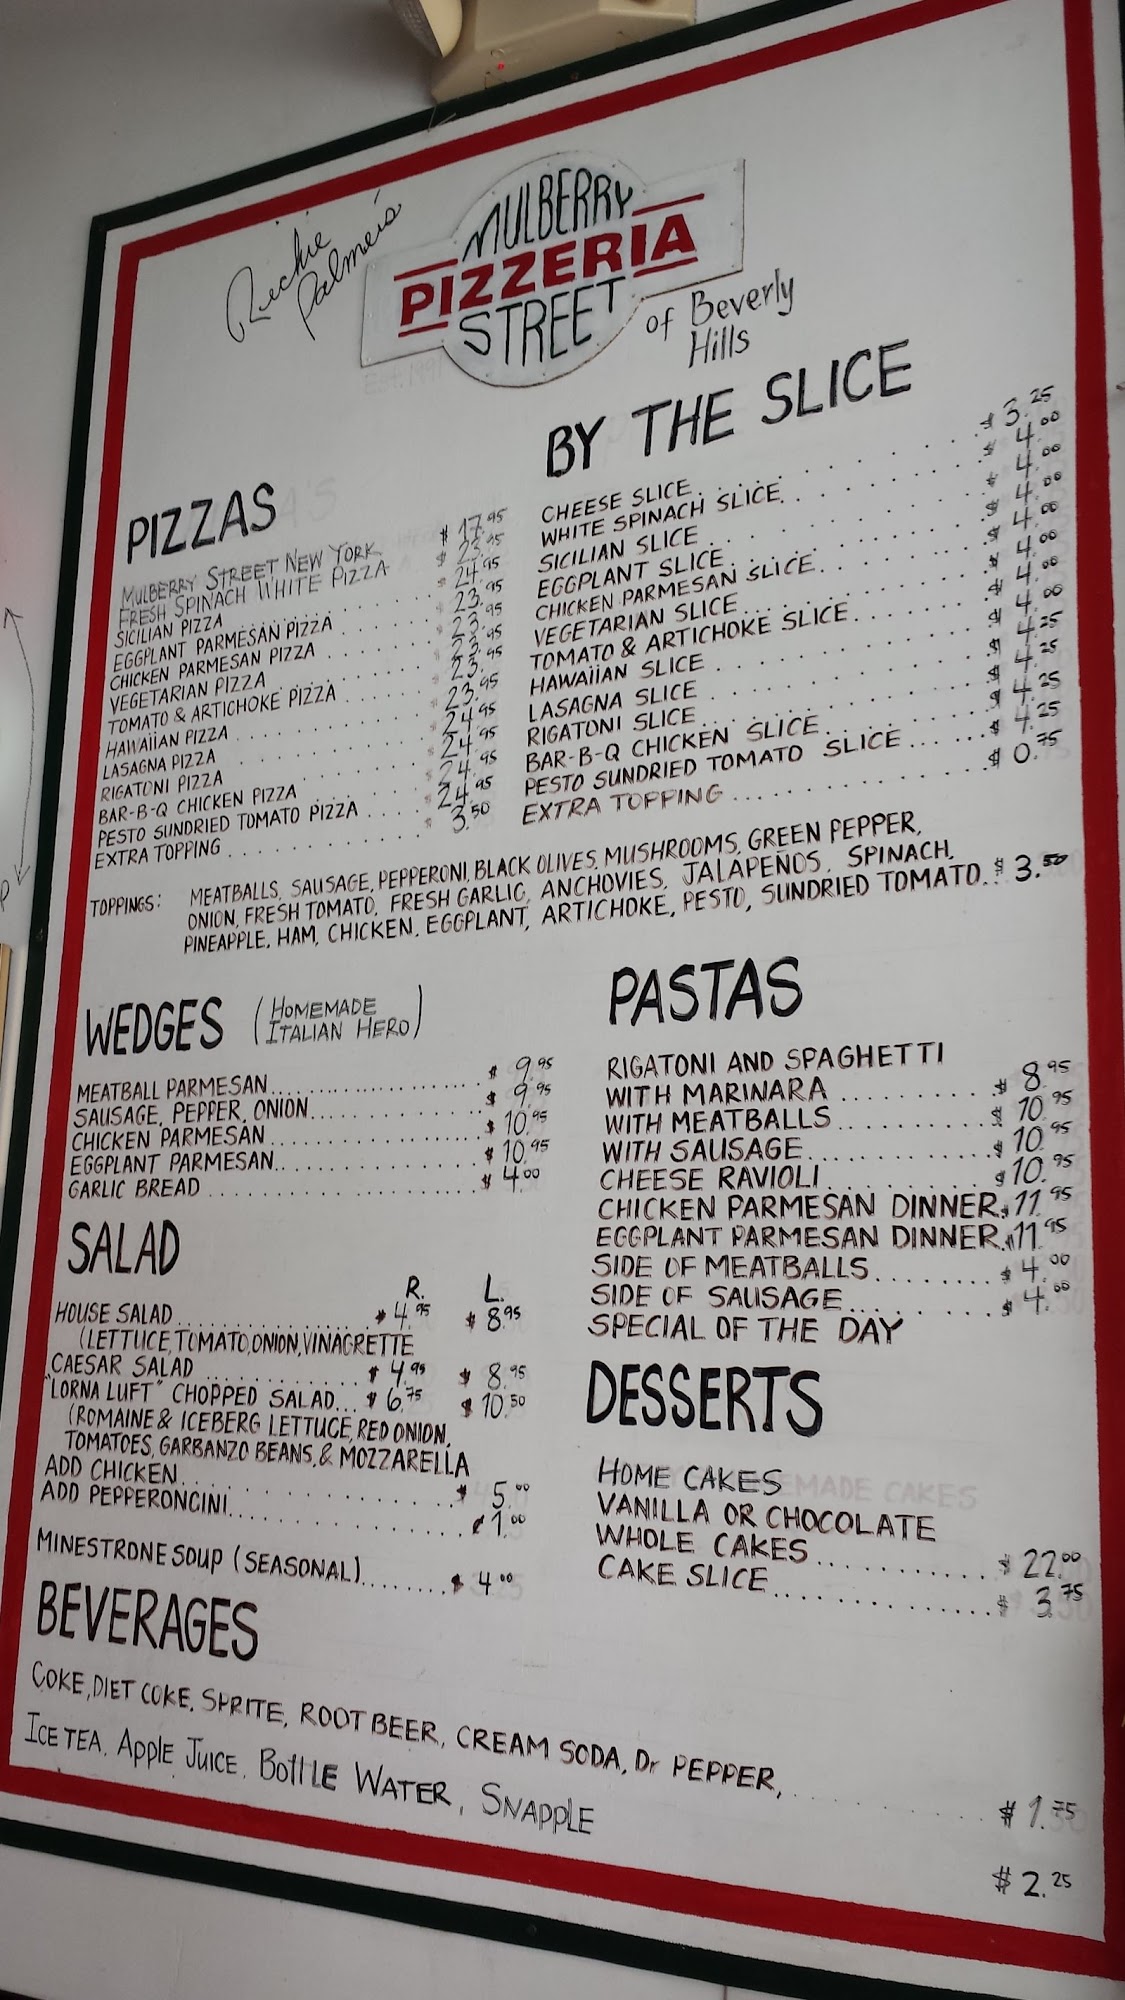 Richie
Palmer's
MULBERRY
PIZZERIA
STREET
of Beverly
Hills
PIZZAS
MULBERRY STREET NEW YORK $ 17.95
FRESH SPINACH WHITE PIZZA $ 23.95
SICILIAN PIZZA 24.95
EGGPLANT PARMESAN PIZZA 23.95
CHICKEN PARMESAN PIZZA 23.95
VEGETARIAN PIZZA 23.95
TOMATO & ARTICHOKE PIZZA 23.95
HAWAIIAN PIZZA 23.95
LASAGNA PIZZA 24.95
RIGATONI PIZZA 24.95
BAR-B-Q CHICKEN PIZZA 24.95
PESTO SUNDRIED TOMATO PIZZA 24.95
EXTRA TOPPING 3.50
BY THE SLICE
CHEESE SLICE $ 3.25
WHITE SPINACH SLICE $ 4.00
SICILIAN SLICE $ 4.00
EGGPLANT SLICE $ 4.00
CHICKEN PARMESAN SLICE $ 4.00
VEGETARIAN SLICE $ 4.00
TOMATO & ARTICHOKE SLICE $ 4.00
HAWAIIAN SLICE $ 4.00
LASAGNA SLICE $ 4.25
RIGATONI SLICE $ 4.25
BAR-B-Q CHICKEN SLICE $ 4.25
PESTO SUNDRIED TOMATO SLICE $ 4.25
EXTRA TOPPING $ 0.75
TOPPINGS: MEATBALLS, SAUSAGE, PEPPERONI, BLACK OLIVES, MUSHROOMS, GREEN PEPPER,
ONION, FRESH TOMATO, FRESH GARLIC, ANCHOVIES, JALAPEÑOS, SPINACH,
PINEAPPLE, HAM, CHICKEN, EGGPLANT, ARTICHOKE, PESTO, SUNDRIED TOMATO..$ 3.50
WEDGES (HOMEMADE
ITALIAN HERO)
MEATBALL PARMESAN $ 9.95
SAUSAGE, PEPPER, ONION $ 9.95
CHICKEN PARMESAN $ 10.95
EGGPLANT PARMESAN $ 10.95
GARLIC BREAD $ 4.00
PASTAS
RIGATONI AND SPAGHETTI
WITH MARINARA $ 8.95
WITH MEATBALLS $ 10.95
WITH SAUSAGE $ 10.95
CHEESE RAVIOLI $ 10.95
CHICKEN PARMESAN DINNER $ 11.95
EGGPLANT PARMESAN DINNER $ 11.95
SIDE OF MEATBALLS $ 4.00
SIDE OF SAUSAGE $ 4.00
SPECIAL OF THE DAY
SALAD
R. L.
HOUSE SALAD $ 4.95 $ 8.95
(LETTUCE, TOMATO, ONION, VINAGRETTE
CAESAR SALAD $ 4.95 $ 8.95
"LORNA LUFT" CHOPPED SALAD... $ 6.75 $ 10.50
(ROMAINE & ICEBERG LETTUCE, RED ONION,
TOMATOES, GARBANZO BEANS, & MOZZARELLA
ADD CHICKEN $ 5.00
ADD PEPPERONCINI $ 1.00
MINESTRONE SOUP (SEASONAL) $ 4.00
DESSERTS
HOME CAKES
VANILLA OR CHOCOLATE
WHOLE CAKES $ 22.00
CAKE SLICE $ 3.75
BEVERAGES
COKE, DIET COKE, SPRITE, ROOT BEER, CREAM SODA, Dr PEPPER, $ 1.75
ICE TEA, Apple JUICE, BottLE WATER, SNAPPLE $ 2.25